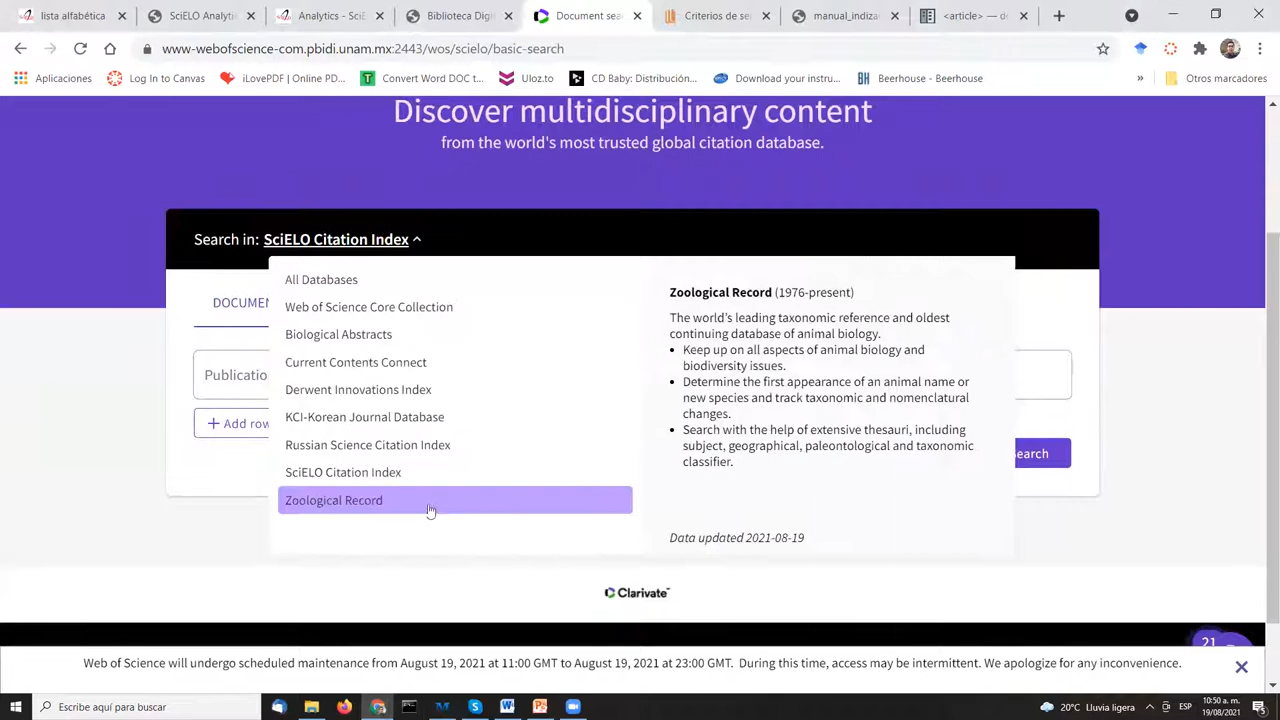 lista alfabétic
SciELO Analytic
Analytics - SciE
Biblioteca Digi
Document sea
Criterios de se
manual_indiza
<article> — de
www-webofscience-com.pbidi.unam.mx:2443/wos/scielo/basic-search
Aplicaciones
Log In to Canvas
iLovePDF | Online PD...
Convert Word DOC t...
Uloz.to
CD Baby: Distribución...
Download your instru...
Beerhouse - Beerhouse
»
Otros marcadores
Discover multidisciplinary content
from the world's most trusted global citation database.
Search in: SciELO Citation Index
DOCUMEN
Publicatio
+ Add row
Search
All Databases
Web of Science Core Collection
Biological Abstracts
Current Contents Connect
Derwent Innovations Index
KCI-Korean Journal Database
Russian Science Citation Index
SciELO Citation Index
Zoological Record
Zoological Record (1976-present)
The world's leading taxonomic reference and oldest
continuing database of animal biology.
• Keep up on all aspects of animal biology and
biodiversity issues.
• Determine the first appearance of an animal name or
new species and track taxonomic and nomenclatural
changes.
• Search with the help of extensive thesauri, including
subject, geographical, paleontological and taxonomic
classifier.
Data updated 2021-08-19
Clarivate™
21
Web of Science will undergo scheduled maintenance from August 19, 2021 at 11:00 GMT to August 19, 2021 at 23:00 GMT. During this time, access may be intermittent. We apologize for any inconvenience.
Escribe aquí para buscar
20°C Lluvia ligera
ESP
10:50 a. m.
19/08/2021